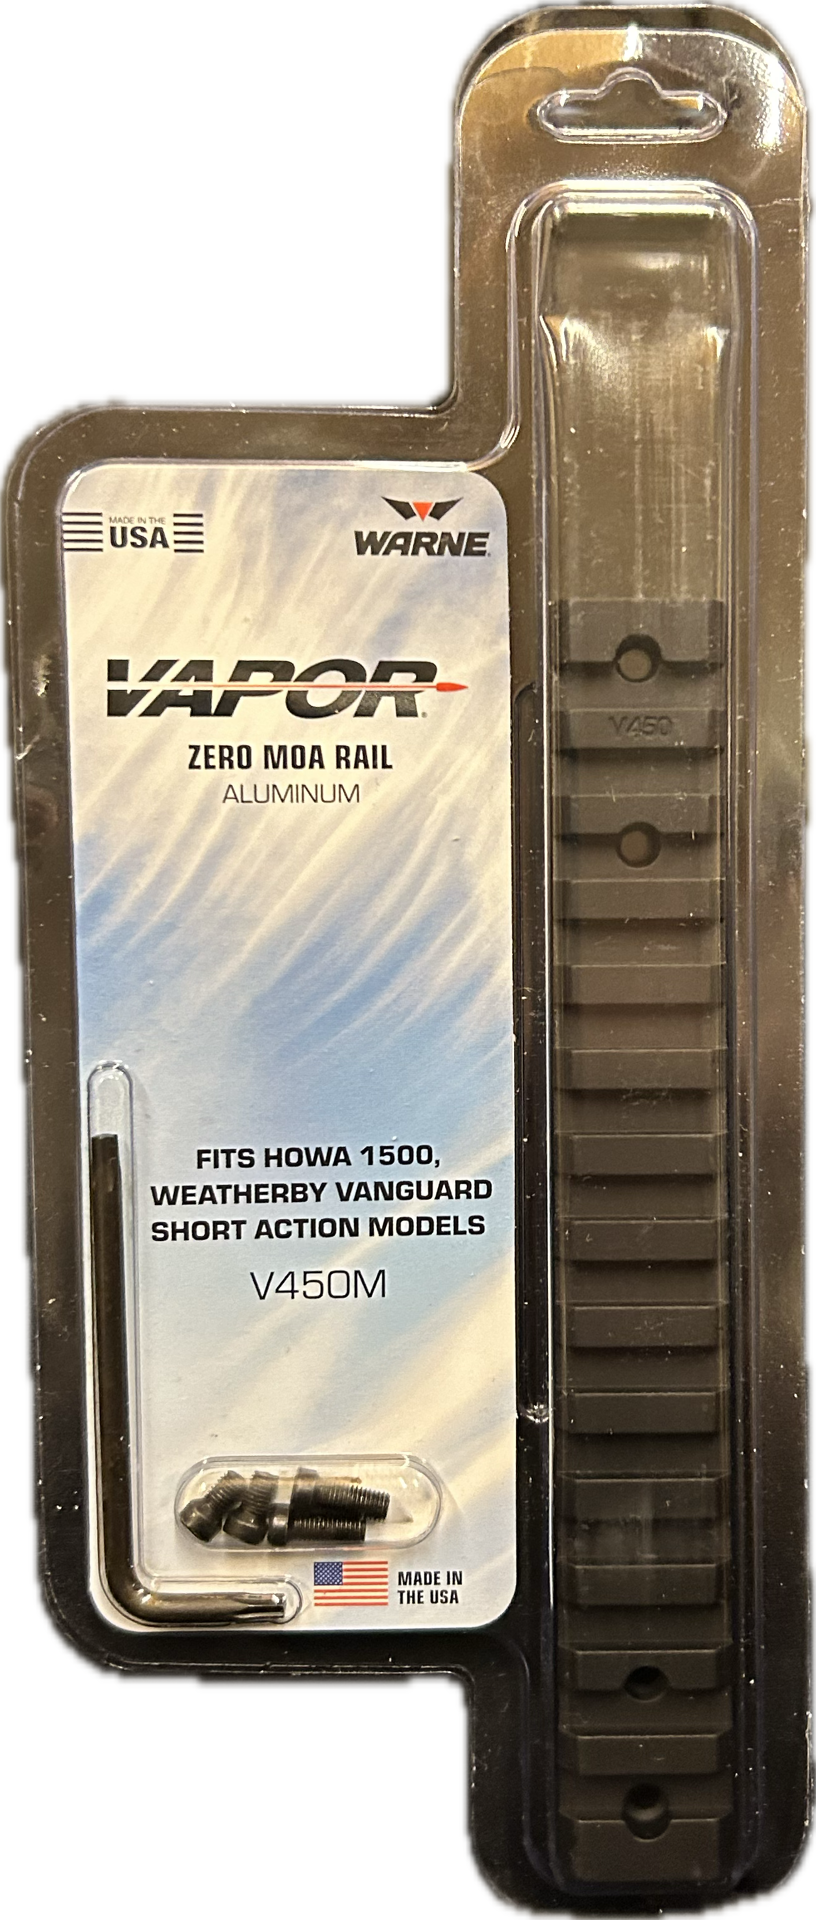 MADE IN THE
USA
WARNE
VAPOR
ZERO MOA RAIL
ALUMINUM
V450
FITS HOWA 1500,
WEATHERBY VANGUARD
SHORT ACTION MODELS
V450M
MADE IN
THE USA